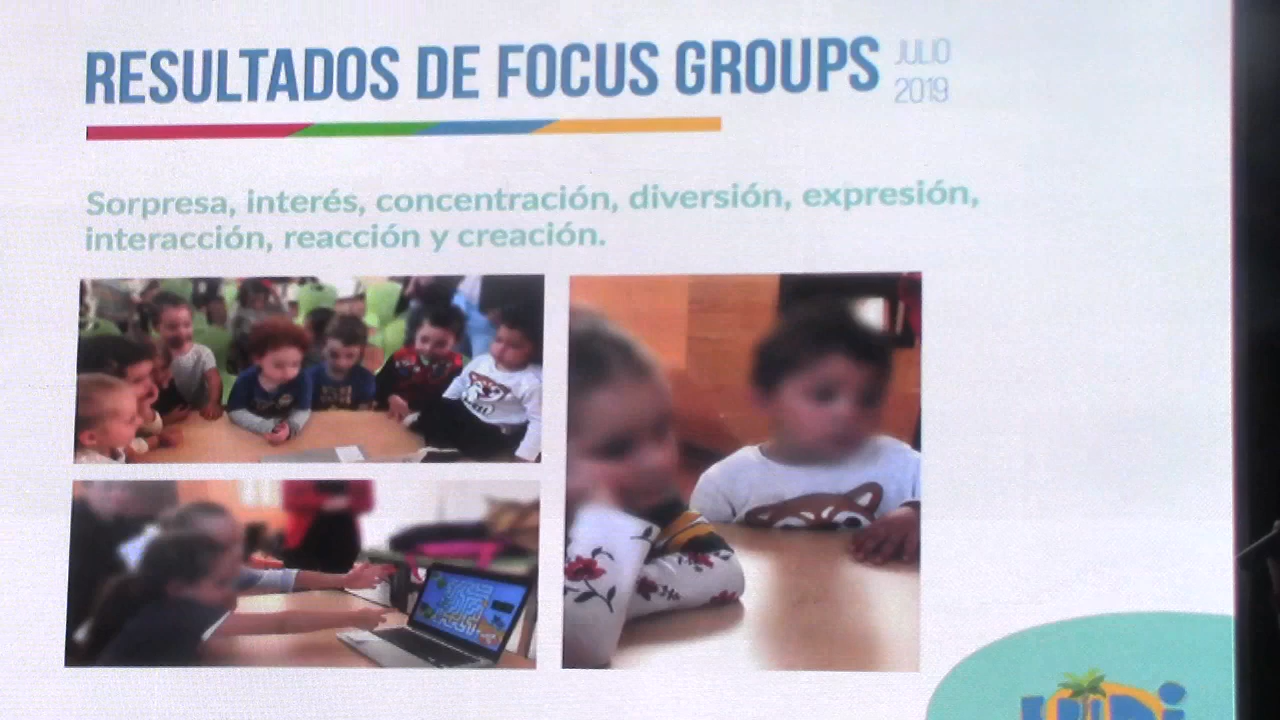 RESULTADOS DE FOCUS GROUPS
JULIO
2019
Sorpresa, interés, concentración, diversión, expresión,
interacción, reacción y creación.